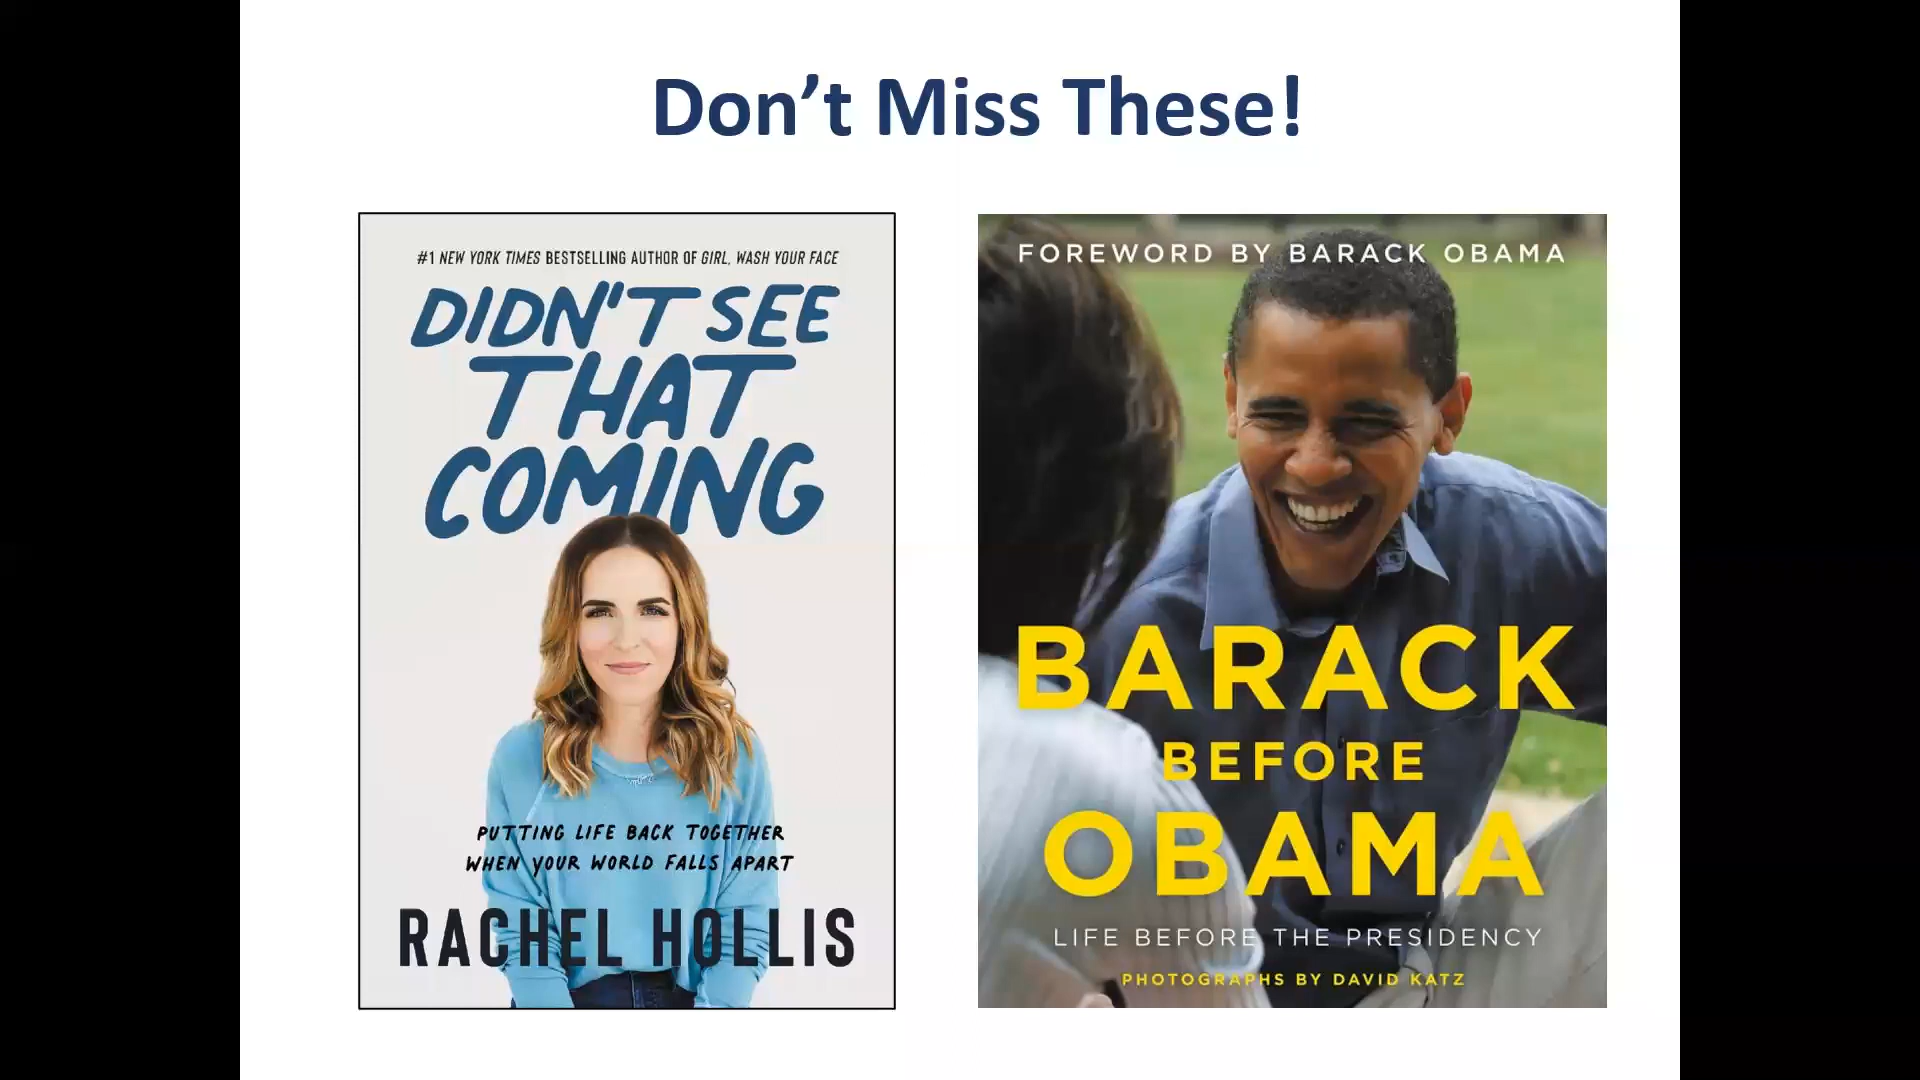 Don’t Miss These!
#1 NEW YORK TIMES BESTSELLING AUTHOR OF GIRL, WASH YOUR FACE
DIDN'T SEE
THAT
COMING
PUTTING LIFE BACK TOGETHER
WHEN YOUR WORLD FALLS APART
RACHEL HOLLIS
FOREWORD BY BARACK OBAMA
BARACK
BEFORE
OBAMA
LIFE BEFORE THE PRESIDENCY
PHOTOGRAPHS BY DAVID KATZ